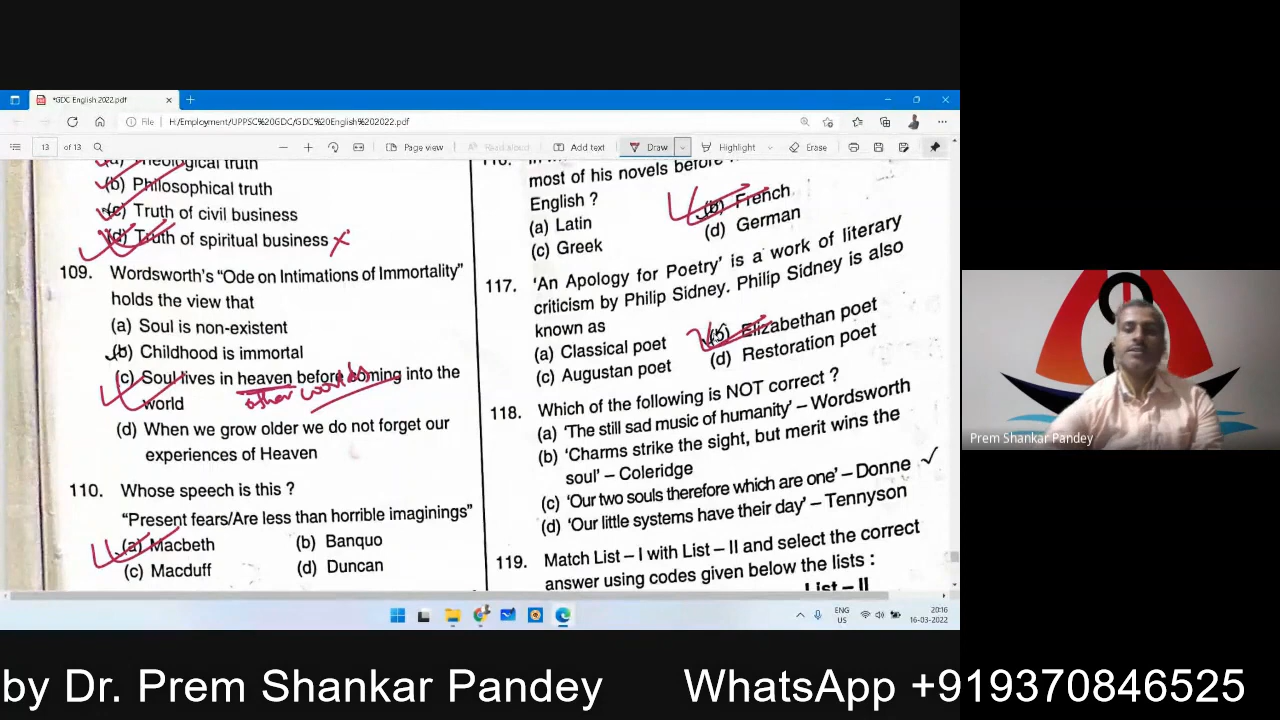 *GDC English 2022.pdf
File H:/Employment/UPPSC%20GDC/GDC%20English%202022.pdf
13 of 13
Page view
Read aloud
Add text
Draw
Highlight
Erase
Theological truth
(b) Philosophical truth
(c) Truth of civil business
(d) Truth of spiritual business
109. Wordsworth's "Ode on Intimations of Immortality"
holds the view that
(a) Soul is non-existent
(b) Childhood is immortal
(c) Soul lives in heaven before coming into the
other worlds
world
(d) When we grow older we do not forget our
experiences of Heaven
110. Whose speech is this ?
"Present fears/Are less than horrible imaginings"
(a) Macbeth (b) Banquo
(c) Macduff (d) Duncan
most of his novels before
English ?
(a) Latin (b) French
(c) Greek (d) German
117. 'An Apology for Poetry' is a work of literary
criticism by Philip Sidney. Philip Sidney is also
known as
(a) Classical poet (b) Elizabethan poet
(c) Augustan poet (d) Restoration poet
118. Which of the following is NOT correct ?
(a) 'The still sad music of humanity' – Wordsworth
(b) 'Charms strike the sight, but merit wins the
soul' – Coleridge
(c) 'Our two souls therefore which are one' – Donne
(d) 'Our little systems have their day' – Tennyson
119. Match List – I with List – II and select the correct
answer using codes given below the lists :
List – II
ENG
US
20:16
16-03-2022
Prem Shankar Pandey
by Dr. Prem Shankar Pandey WhatsApp +919370846525